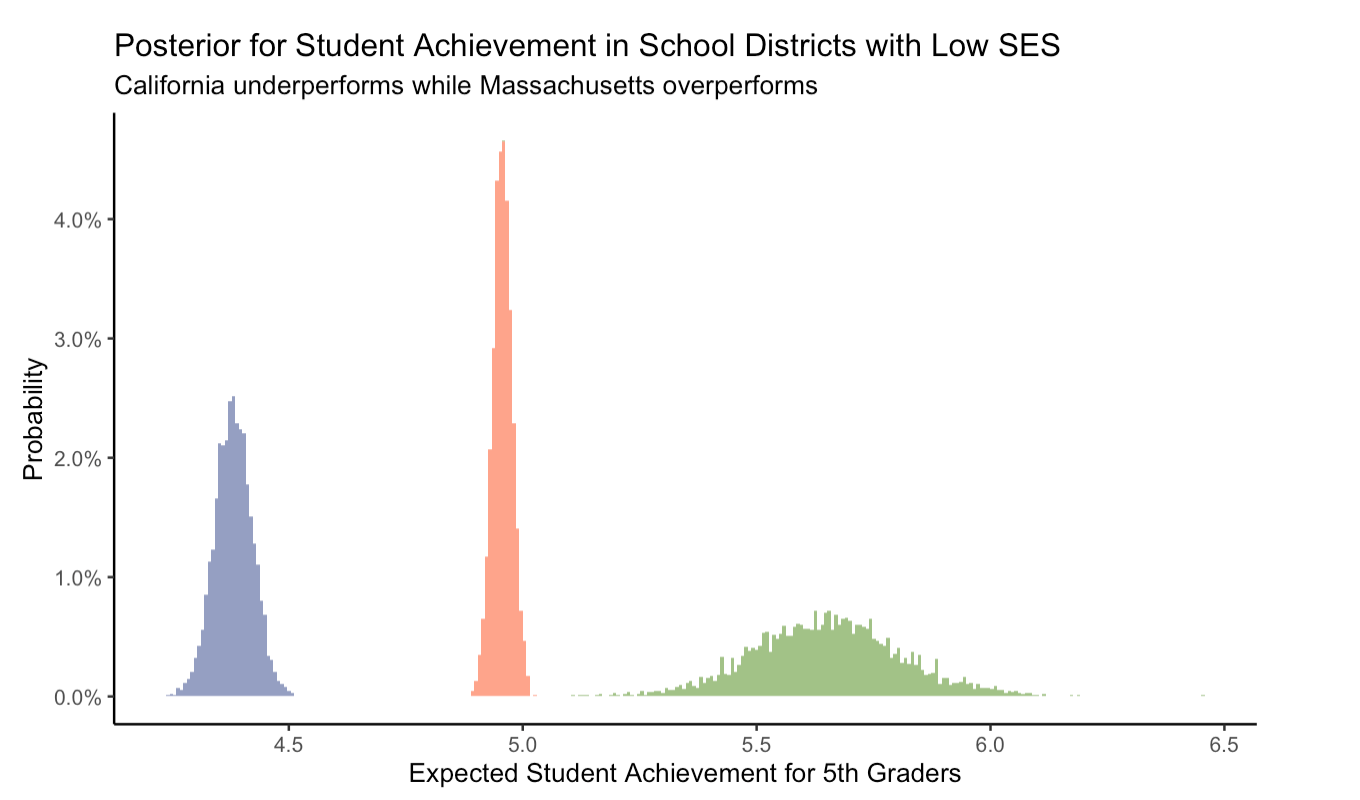 Posterior for Student Achievement in School Districts with Low SES
California underperforms while Massachusetts overperforms
Probability
4.0%
3.0%
2.0%
1.0%
0.0%
4.5 5.0 5.5 6.0 6.5
Expected Student Achievement for 5th Graders